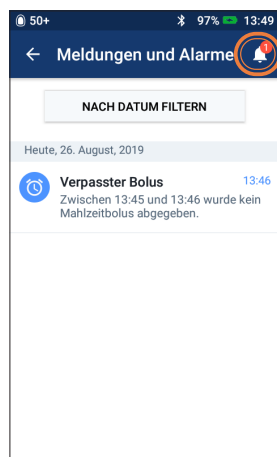 50+ 97% 13:49
Meldungen und Alarme 1
NACH DATUM FILTERN
Heute, 26. August, 2019
Verpasster Bolus 13:46
Zwischen 13:45 und 13:46 wurde kein
Mahlzeitbolus abgegeben.